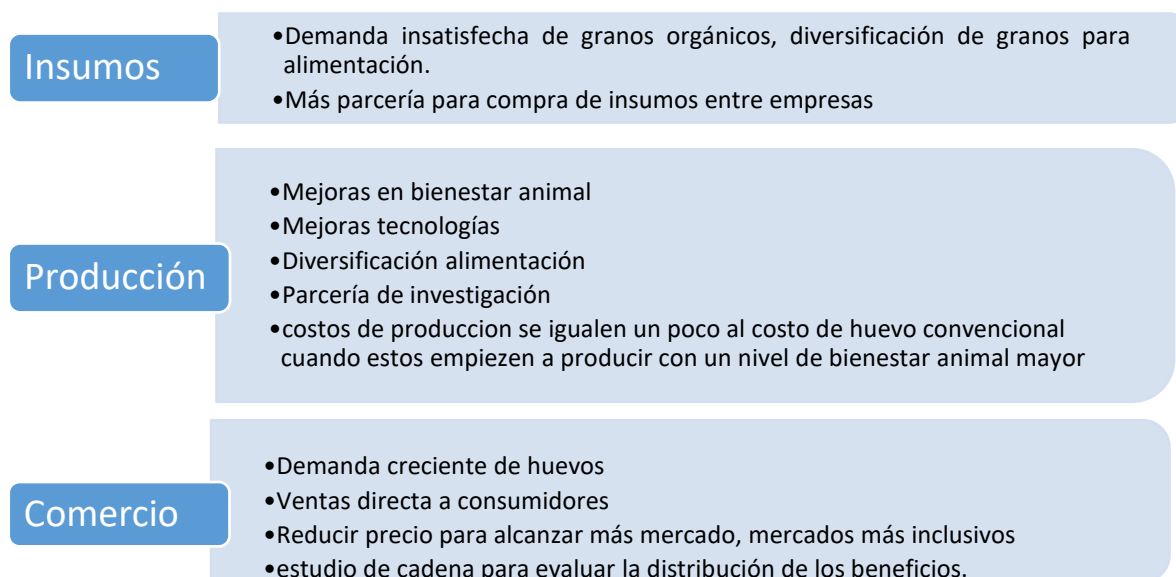 Insumos
•Demanda insatisfecha de granos orgánicos, diversificación de granos para
alimentación.
•Más parcería para compra de insumos entre empresas
Producción
•Mejoras en bienestar animal
•Mejoras tecnologías
•Diversificación alimentación
•Parcería de investigación
•costos de produccion se igualen un poco al costo de huevo convencional
cuando estos empiezen a producir con un nivel de bienestar animal mayor
Comercio
•Demanda creciente de huevos
•Ventas directa a consumidores
•Reducir precio para alcanzar más mercado, mercados más inclusivos
•estudio de cadena para evaluar la distribución de los beneficios.